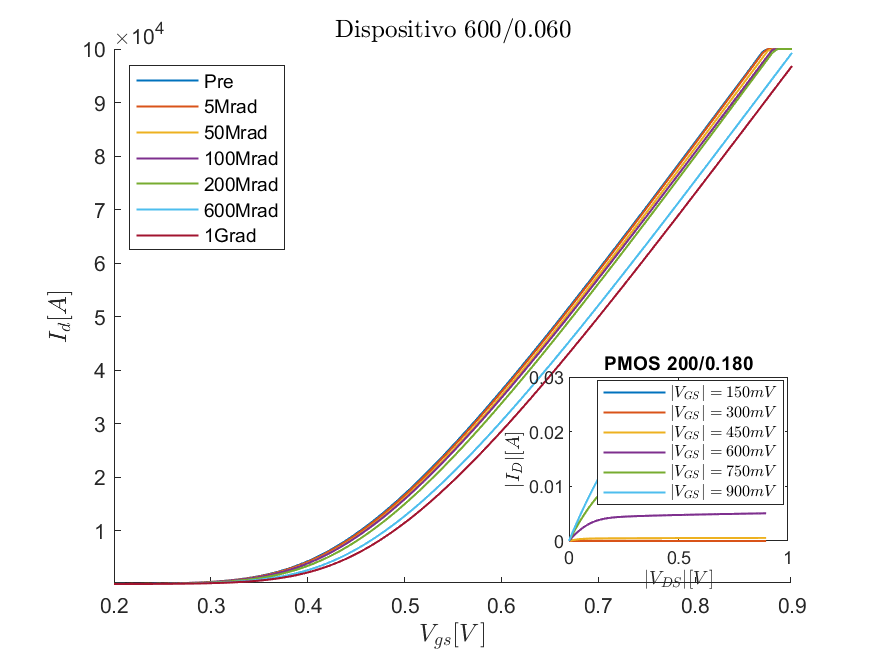 Dispositivo 600/0.060
×10⁴
10
9
8
7
6
5
4
3
2
1
I_d[A]
Pre
5Mrad
50Mrad
100Mrad
200Mrad
600Mrad
1Grad
0.2
0.3
0.4
0.5
0.6
0.7
0.8
0.9
V_gs[V]
PMOS 200/0.180
0.03
0.02
0.01
0
|I_D|[A]
|V_GS| = 150mV
|V_GS| = 300mV
|V_GS| = 450mV
|V_GS| = 600mV
|V_GS| = 750mV
|V_GS| = 900mV
0
0.5
1
|V_DS|[V]